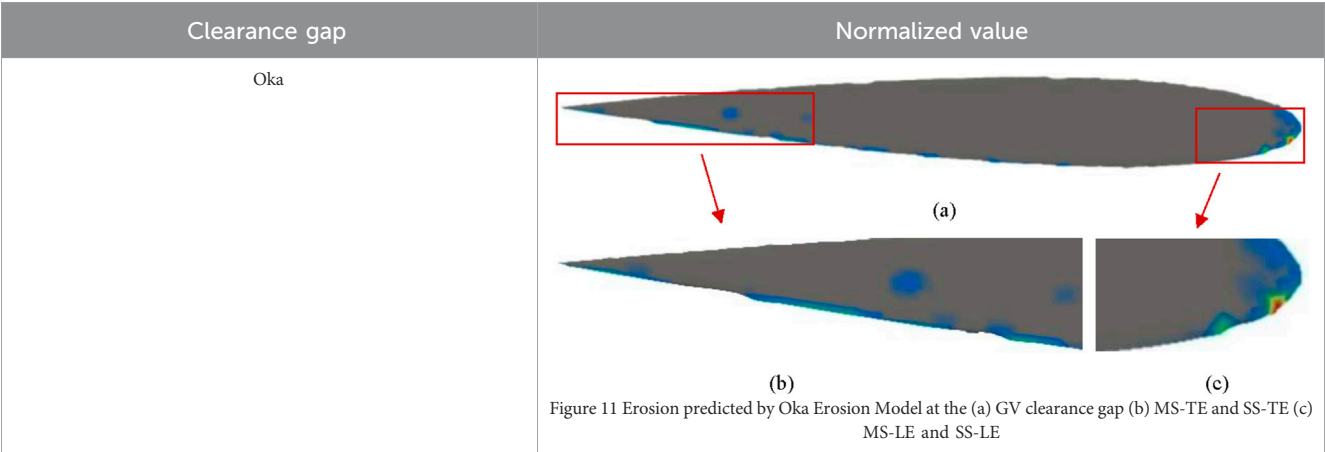 Clearance gap
Normalized value
Oka
(a)
(b)
(c)
Figure 11 Erosion predicted by Oka Erosion Model at the (a) GV clearance gap (b) MS-TE and SS-TE (c)
MS-LE and SS-LE